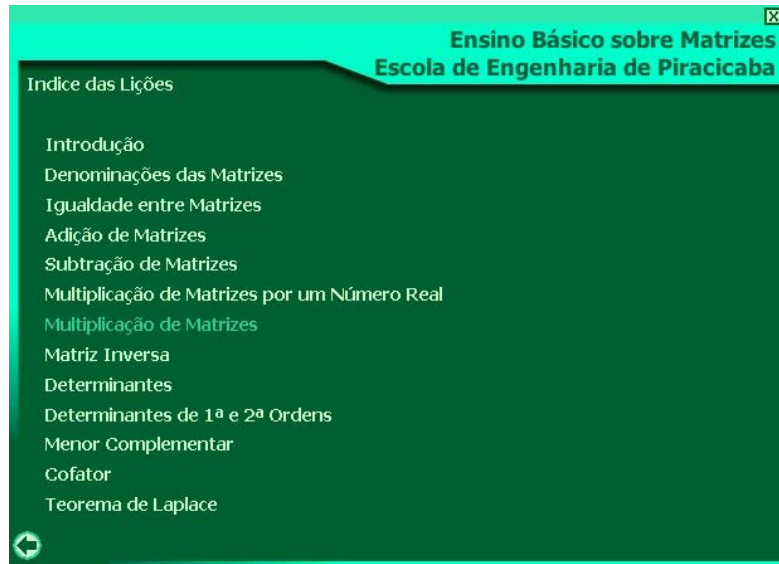 X
Ensino Básico sobre Matrizes
Escola de Engenharia de Piracicaba
Indice das Lições
Introdução
Denominações das Matrizes
Igualdade entre Matrizes
Adição de Matrizes
Subtração de Matrizes
Multiplicação de Matrizes por um Número Real
Multiplicação de Matrizes
Matriz Inversa
Determinantes
Determinantes de 1ª e 2ª Ordens
Menor Complementar
Cofator
Teorema de Laplace